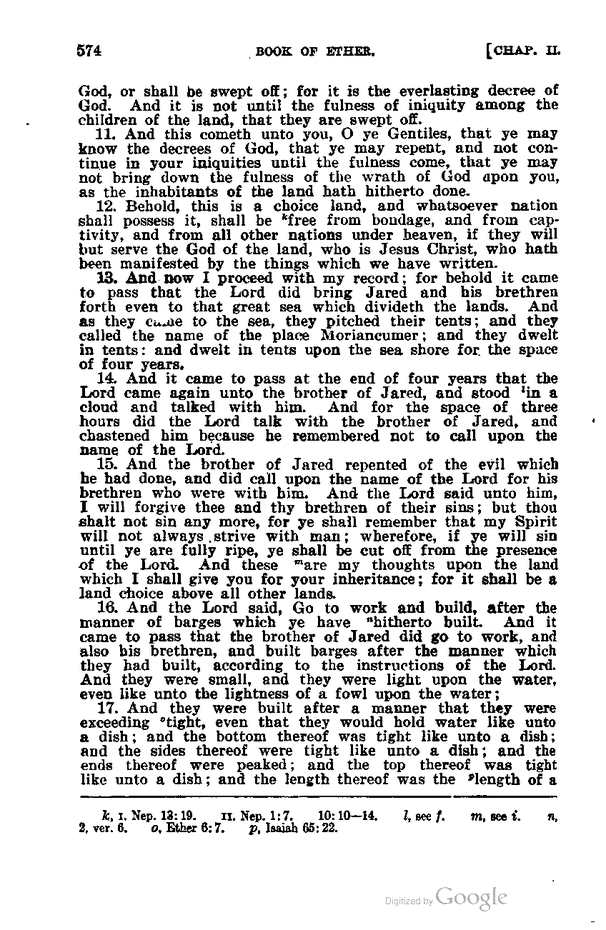 574 BOOK OF ETHER. [CHAP. II.
God, or shall be swept off; for it is the everlasting decree of
God. And it is not until the fulness of iniquity among the
children of the land, that they are swept off.
11. And this cometh unto you, O ye Gentiles, that ye may
know the decrees of God, that ye may repent, and not con-
tinue in your iniquities until the fulness come, that ye may
not bring down the fulness of the wrath of God upon you,
as the inhabitants of the land hath hitherto done.
12. Behold, this is a choice land, and whatsoever nation
shall possess it, shall be ᵏfree from bondage, and from cap-
tivity, and from all other nations under heaven, if they will
but serve the God of the land, who is Jesus Christ, who hath
been manifested by the things which we have written.
13. And now I proceed with my record; for behold it came
to pass that the Lord did bring Jared and his brethren
forth even to that great sea which divideth the lands. And
as they came to the sea, they pitched their tents; and they
called the name of the place Moriancumer; and they dwelt
in tents: and dwelt in tents upon the sea shore for the space
of four years.
14. And it came to pass at the end of four years that the
Lord came again unto the brother of Jared, and stood ˡin a
cloud and talked with him. And for the space of three
hours did the Lord talk with the brother of Jared, and
chastened him because he remembered not to call upon the
name of the Lord.
15. And the brother of Jared repented of the evil which
he had done, and did call upon the name of the Lord for his
brethren who were with him. And the Lord said unto him,
I will forgive thee and thy brethren of their sins; but thou
shalt not sin any more, for ye shall remember that my Spirit
will not always strive with man; wherefore, if ye will sin
until ye are fully ripe, ye shall be cut off from the presence
of the Lord. And these ᵐare my thoughts upon the land
which I shall give you for your inheritance; for it shall be a
land choice above all other lands.
16. And the Lord said, Go to work and build, after the
manner of barges which ye have ⁿhitherto built. And it
came to pass that the brother of Jared did go to work, and
also his brethren, and built barges after the manner which
they had built, according to the instructions of the Lord.
And they were small, and they were light upon the water,
even like unto the lightness of a fowl upon the water;
17. And they were built after a manner that they were
exceeding ᵒtight, even that they would hold water like unto
a dish; and the bottom thereof was tight like unto a dish;
and the sides thereof were tight like unto a dish; and the
ends thereof were peaked; and the top thereof was tight
like unto a dish; and the length thereof was the ᵖlength of a
k, I. Nep. 13:19. II. Nep. 1:7. 10:10—14. l, see f. m, see i. n,
2, ver. 6. o, Ether 6:7. p, Isaiah 65:22.
Digitized by Google